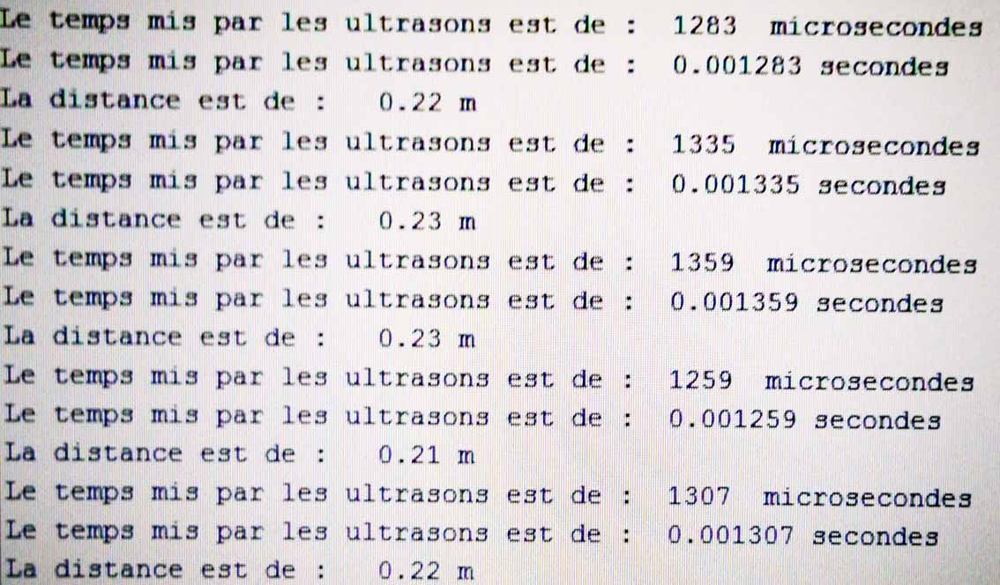 Le temps mis par les ultrasons est de :  1283  microsecondes
Le temps mis par les ultrasons est de :  0.001283 secondes
La distance est de :   0.22 m
Le temps mis par les ultrasons est de :  1335  microsecondes
Le temps mis par les ultrasons est de :  0.001335 secondes
La distance est de :   0.23 m
Le temps mis par les ultrasons est de :  1359  microsecondes
Le temps mis par les ultrasons est de :  0.001359 secondes
La distance est de :   0.23 m
Le temps mis par les ultrasons est de :  1259  microsecondes
Le temps mis par les ultrasons est de :  0.001259 secondes
La distance est de :   0.21 m
Le temps mis par les ultrasons est de :  1307  microsecondes
Le temps mis par les ultrasons est de :  0.001307 secondes
La distance est de :   0.22 m